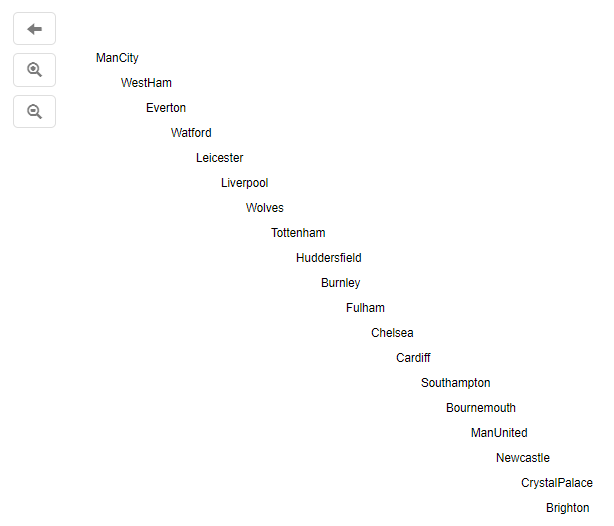 ManCity
WestHam
Everton
Watford
Leicester
Liverpool
Wolves
Tottenham
Huddersfield
Burnley
Fulham
Chelsea
Cardiff
Southampton
Bournemouth
ManUnited
Newcastle
CrystalPalace
Brighton